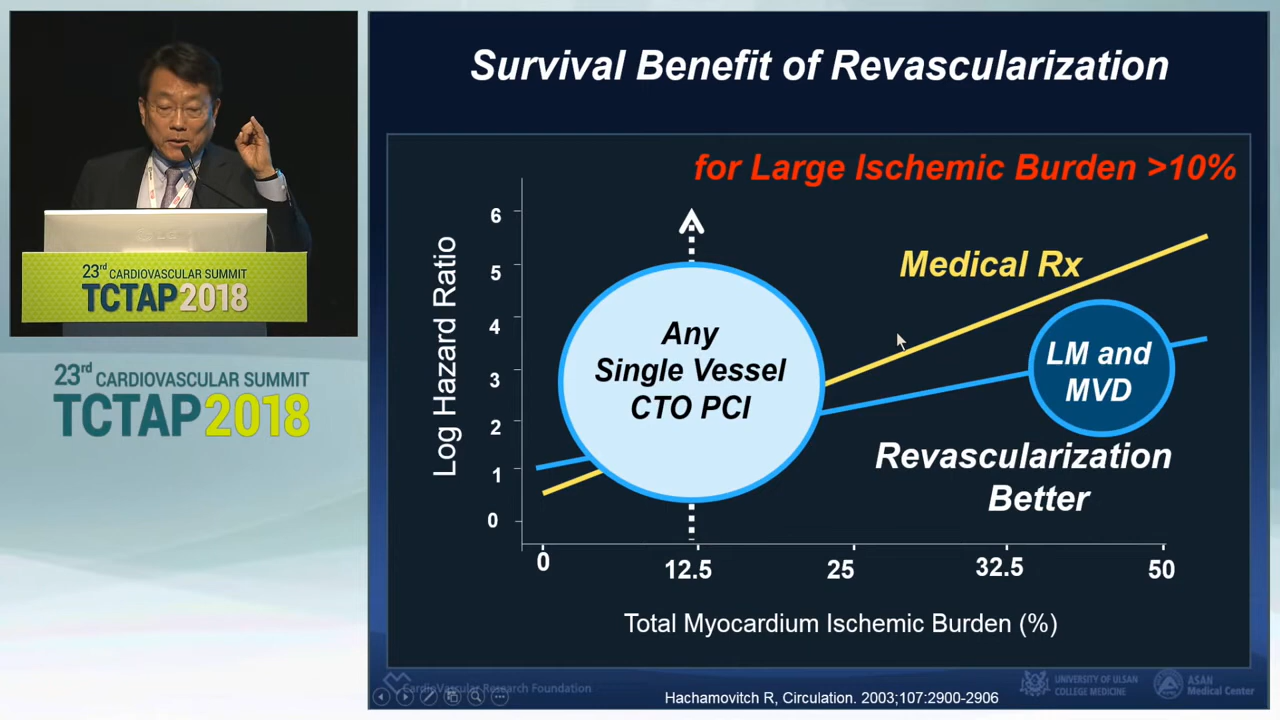 Survival Benefit of Revascularization
for Large Ischemic Burden >10%
Log Hazard Ratio
6
5
4
3
2
1
0
Medical Rx
Any
Single Vessel
CTO PCI
LM and
MVD
Revascularization
Better
0
12.5
25
32.5
50
Total Myocardium Ischemic Burden (%)
CardioVascular Research Foundation
Hachamovitch R, Circulation. 2003;107:2900-2906
UNIVERSITY OF ULSAN
COLLEGE MEDICINE
ASAN
Medical Center
LG
23rd CARDIOVASCULAR SUMMIT
TCTAP2018
23rd CARDIOVASCULAR SUMMIT
TCTAP2018